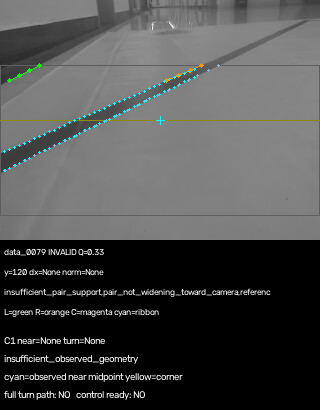 data_0079 INVALID Q=0.33
y=120 dx=None norm=None
insufficient_pair_support,pair_not_widening_toward_camera,referenc
L=green R=orange C=magenta cyan=ribbon
C1 near=None turn=None
insufficient_observed_geometry
cyan=observed near midpoint yellow=corner
full turn path: NO control ready: NO